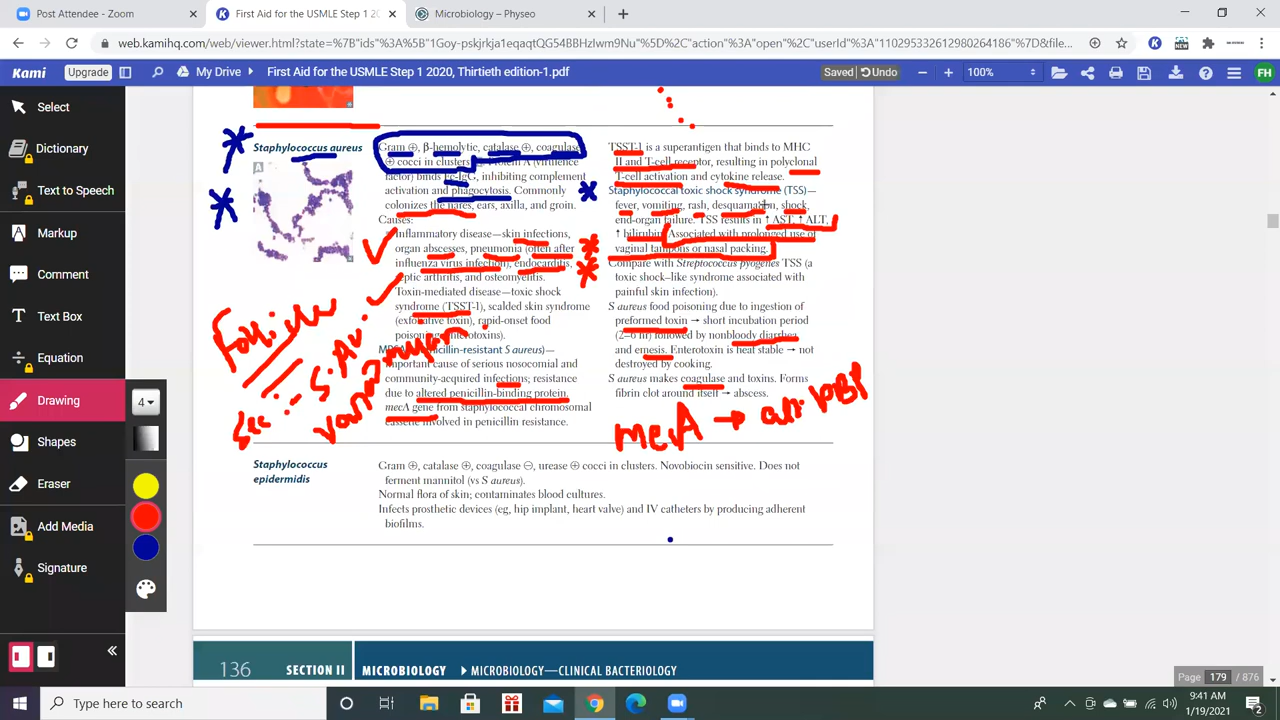 Post Attendee - Zoom
First Aid for the USMLE Step 1 20
Microbiology – Physeo
web.kamihq.com/web/viewer.html?state=%7B"ids"%3A%5B"1Goy-pskjrkja1eqaqtOG54BBHzIwm9Nu"%5D%2C"action"%3A"open"%2C"userId"%3A"110295332612980264186"%7D&file...
Kami
Upgrade
My Drive
First Aid for the USMLE Step 1 2020, Thirtieth edition-1.pdf
Saved
Undo
100%
FH
Select
Dictionary
Text to Speech
Markup
Comment
Text Box
Equation
Drawing
4
Shapes
Eraser
Add Media
Signature
Staphylococcus aureus
A
Gram ⊕, β-hemolytic, catalase ⊕, coagulase
⊕ cocci in clusters. Protein A (virulence
factor) binds Fc-IgG, inhibiting complement
activation and phagocytosis. Commonly
colonizes the nares, ears, axilla, and groin.
Causes:
Inflammatory disease—skin infections,
organ abscesses, pneumonia (often after
influenza virus infection), endocarditis,
septic arthritis, and osteomyelitis.
Toxin-mediated disease—toxic shock
syndrome (TSST-1), scalded skin syndrome
(exfoliative toxin), rapid-onset food
poisoning (enterotoxins).
MRSA (methicillin-resistant S aureus)—
important cause of serious nosocomial and
community-acquired infections; resistance
due to altered penicillin-binding protein.
mecA gene from staphylococcal chromosomal
cassette involved in penicillin resistance.
TSST-1 is a superantigen that binds to MHC
II and T-cell receptor, resulting in polyclonal
T-cell activation and cytokine release.
Staphylococcal toxic shock syndrome (TSS)—
fever, vomiting, rash, desquamation, shock,
end-organ failure. TSS results in ↑ AST, ↑ ALT,
↑ bilirubin. Associated with prolonged use of
vaginal tampons or nasal packing.
Compare with Streptococcus pyogenes TSS (a
toxic shock–like syndrome associated with
painful skin infection).
S aureus food poisoning due to ingestion of
preformed toxin → short incubation period
(2–6 hr) followed by nonbloody diarrhea
and emesis. Enterotoxin is heat stable → not
destroyed by cooking.
S aureus makes coagulase and toxins. Forms
fibrin clot around itself → abscess.
S. Au.
mecA → alt. PBP
Staphylococcus
epidermidis
Gram ⊕, catalase ⊕, coagulase ⊖, urease ⊕ cocci in clusters. Novobiocin sensitive. Does not
ferment mannitol (vs S aureus).
Normal flora of skin; contaminates blood cultures.
Infects prosthetic devices (eg, hip implant, heart valve) and IV catheters by producing adherent
biofilms.
136 SECTION II MICROBIOLOGY ▶ MICROBIOLOGY—CLINICAL BACTERIOLOGY
Page 179 / 876
Type here to search
9:41 AM
1/19/2021
2